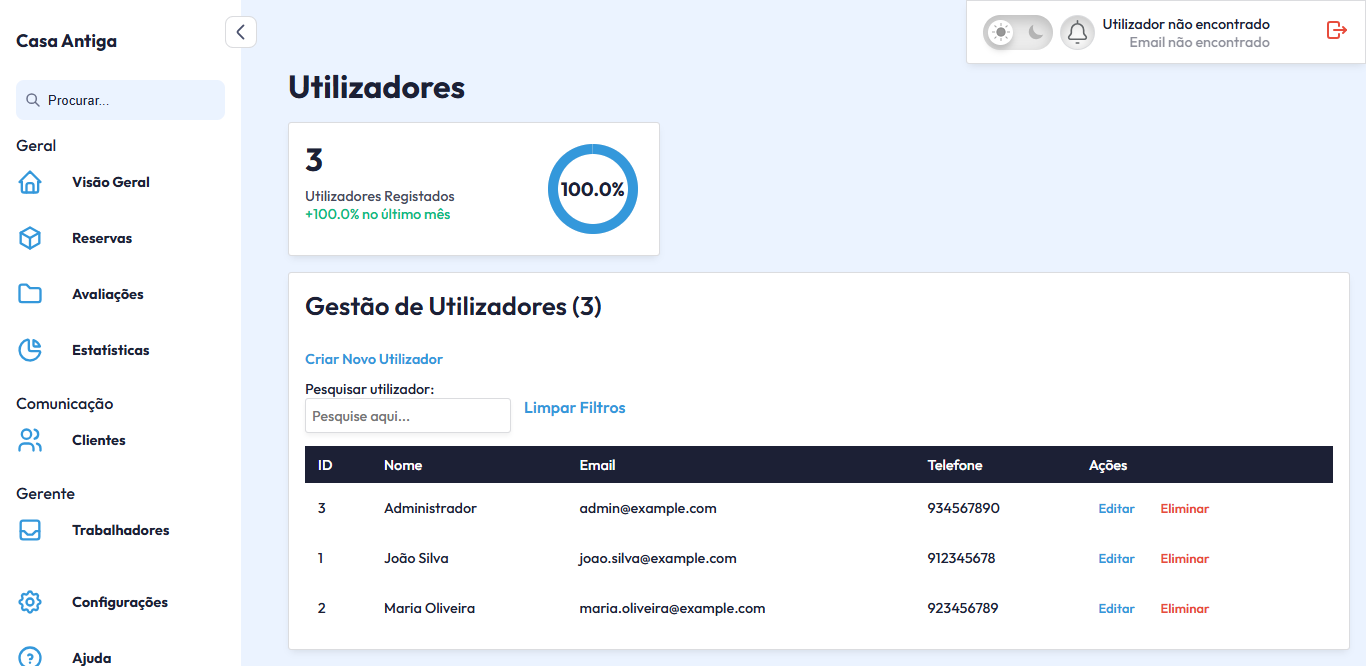 Casa Antiga
Procurar...
Geral
Visão Geral
Reservas
Avaliações
Estatísticas
Comunicação
Clientes
Gerente
Trabalhadores
Configurações
Ajuda
Utilizador não encontrado
Email não encontrado
Utilizadores
3
Utilizadores Registados
+100.0% no último mês
100.0%
Gestão de Utilizadores (3)
Criar Novo Utilizador
Pesquisar utilizador:
Pesquise aqui...
Limpar Filtros
ID Nome Email Telefone Ações
3 Administrador admin@example.com 934567890 Editar Eliminar
1 João Silva joao.silva@example.com 912345678 Editar Eliminar
2 Maria Oliveira maria.oliveira@example.com 923456789 Editar Eliminar